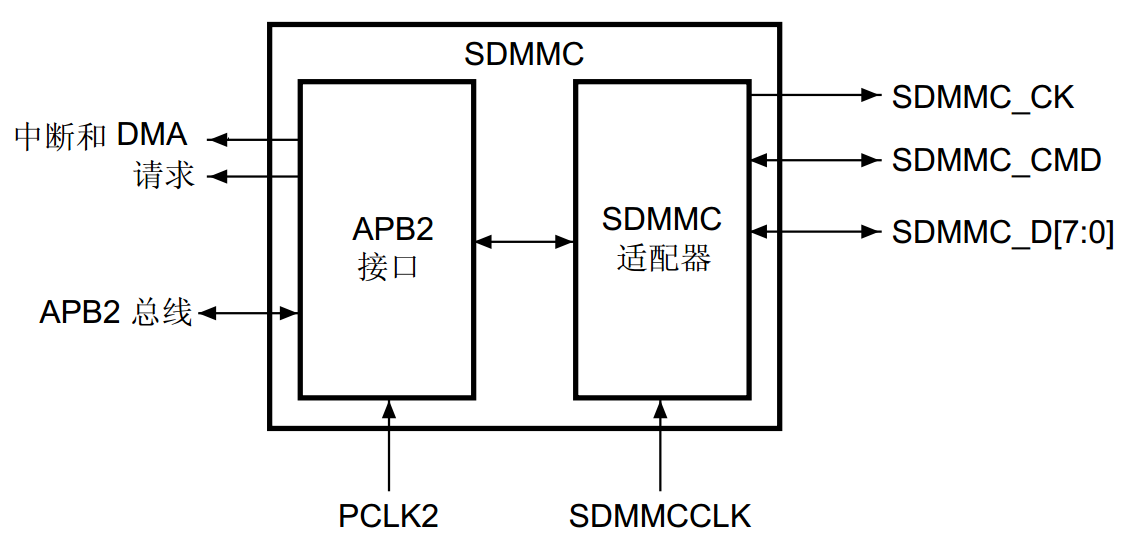 SDMMC
中断和 DMA
请求
APB2 总线
APB2
接口
SDMMC
适配器
SDMMC_CK
SDMMC_CMD
SDMMC_D[7:0]
PCLK2
SDMMCCLK